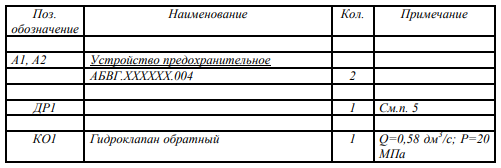 Поз. обозначение Наименование Кол. Примечание
А1, А2 Устройство предохранительное
АБВГ.ХХХХХХ.004 2
ДР1 1 См.п. 5
КО1 Гидроклапан обратный 1 Q=0,58 дм³/с; Р=20
МПа